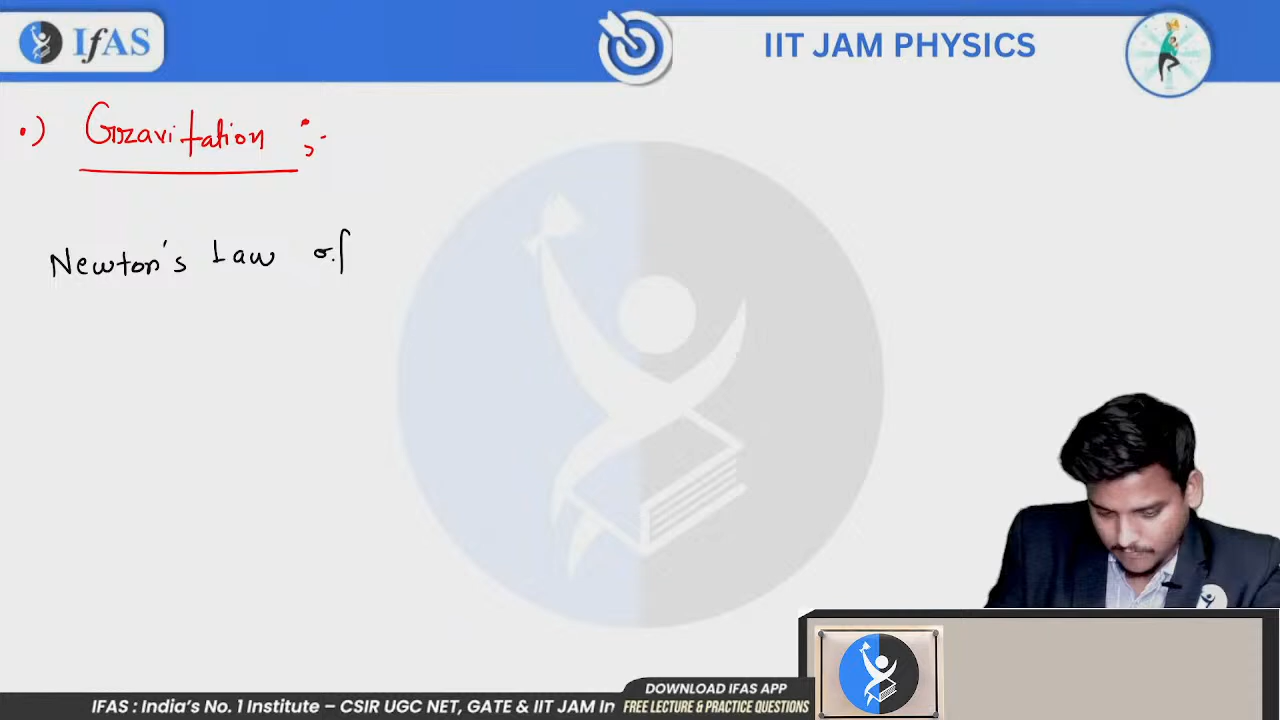 IfAS
IIT JAM PHYSICS
•) Gravitation :-
Newton's Law of
DOWNLOAD IFAS APP
IFAS : India's No. 1 Institute – CSIR UGC NET, GATE & IIT JAM In
FREE LECTURE & PRACTICE QUESTIONS